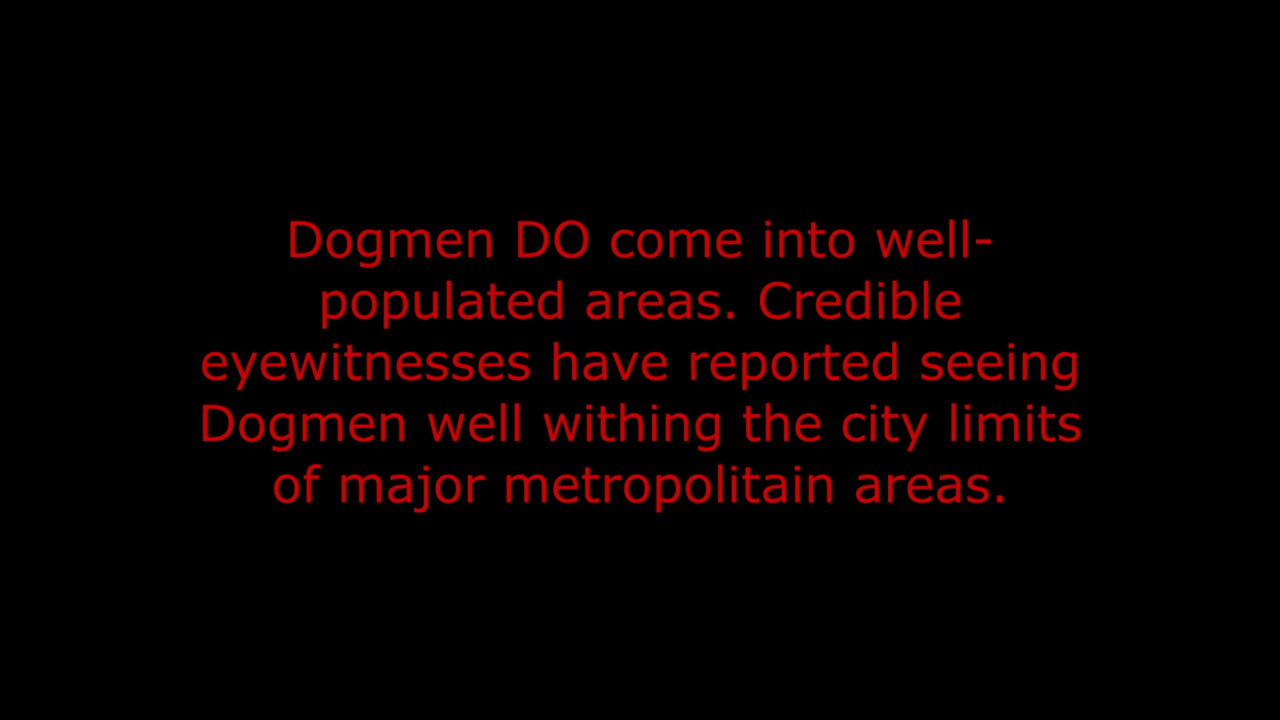 Dogmen DO come into well-
populated areas. Credible
eyewitnesses have reported seeing
Dogmen well withing the city limits
of major metropolitain areas.